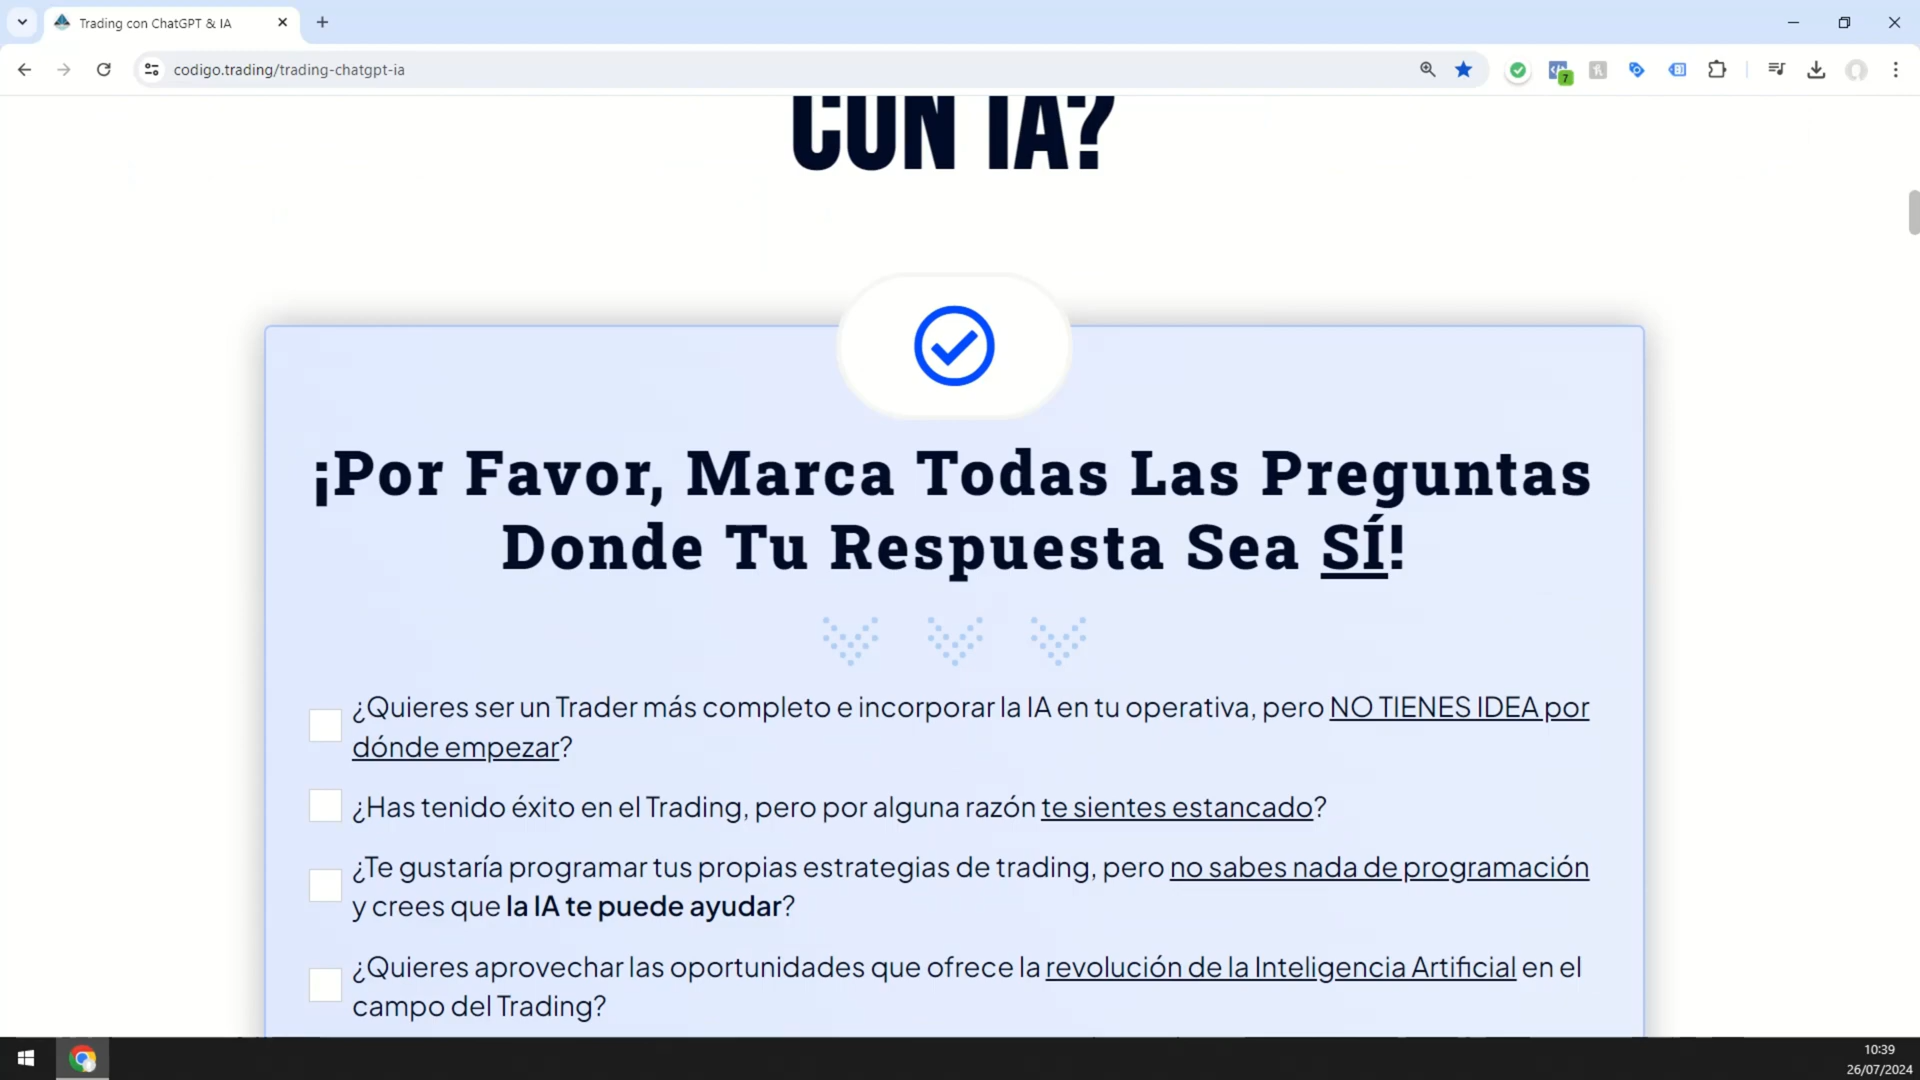 Trading con ChatGPT & IA
codigo.trading/trading-chatgpt-ia
7
CON IA?
¡Por Favor, Marca Todas Las Preguntas
Donde Tu Respuesta Sea SÍ!
¿Quieres ser un Trader más completo e incorporar la IA en tu operativa, pero NO TIENES IDEA por
dónde empezar?
¿Has tenido éxito en el Trading, pero por alguna razón te sientes estancado?
¿Te gustaría programar tus propias estrategias de trading, pero no sabes nada de programación
y crees que la IA te puede ayudar?
¿Quieres aprovechar las oportunidades que ofrece la revolución de la Inteligencia Artificial en el
campo del Trading?
10:39
26/07/2024